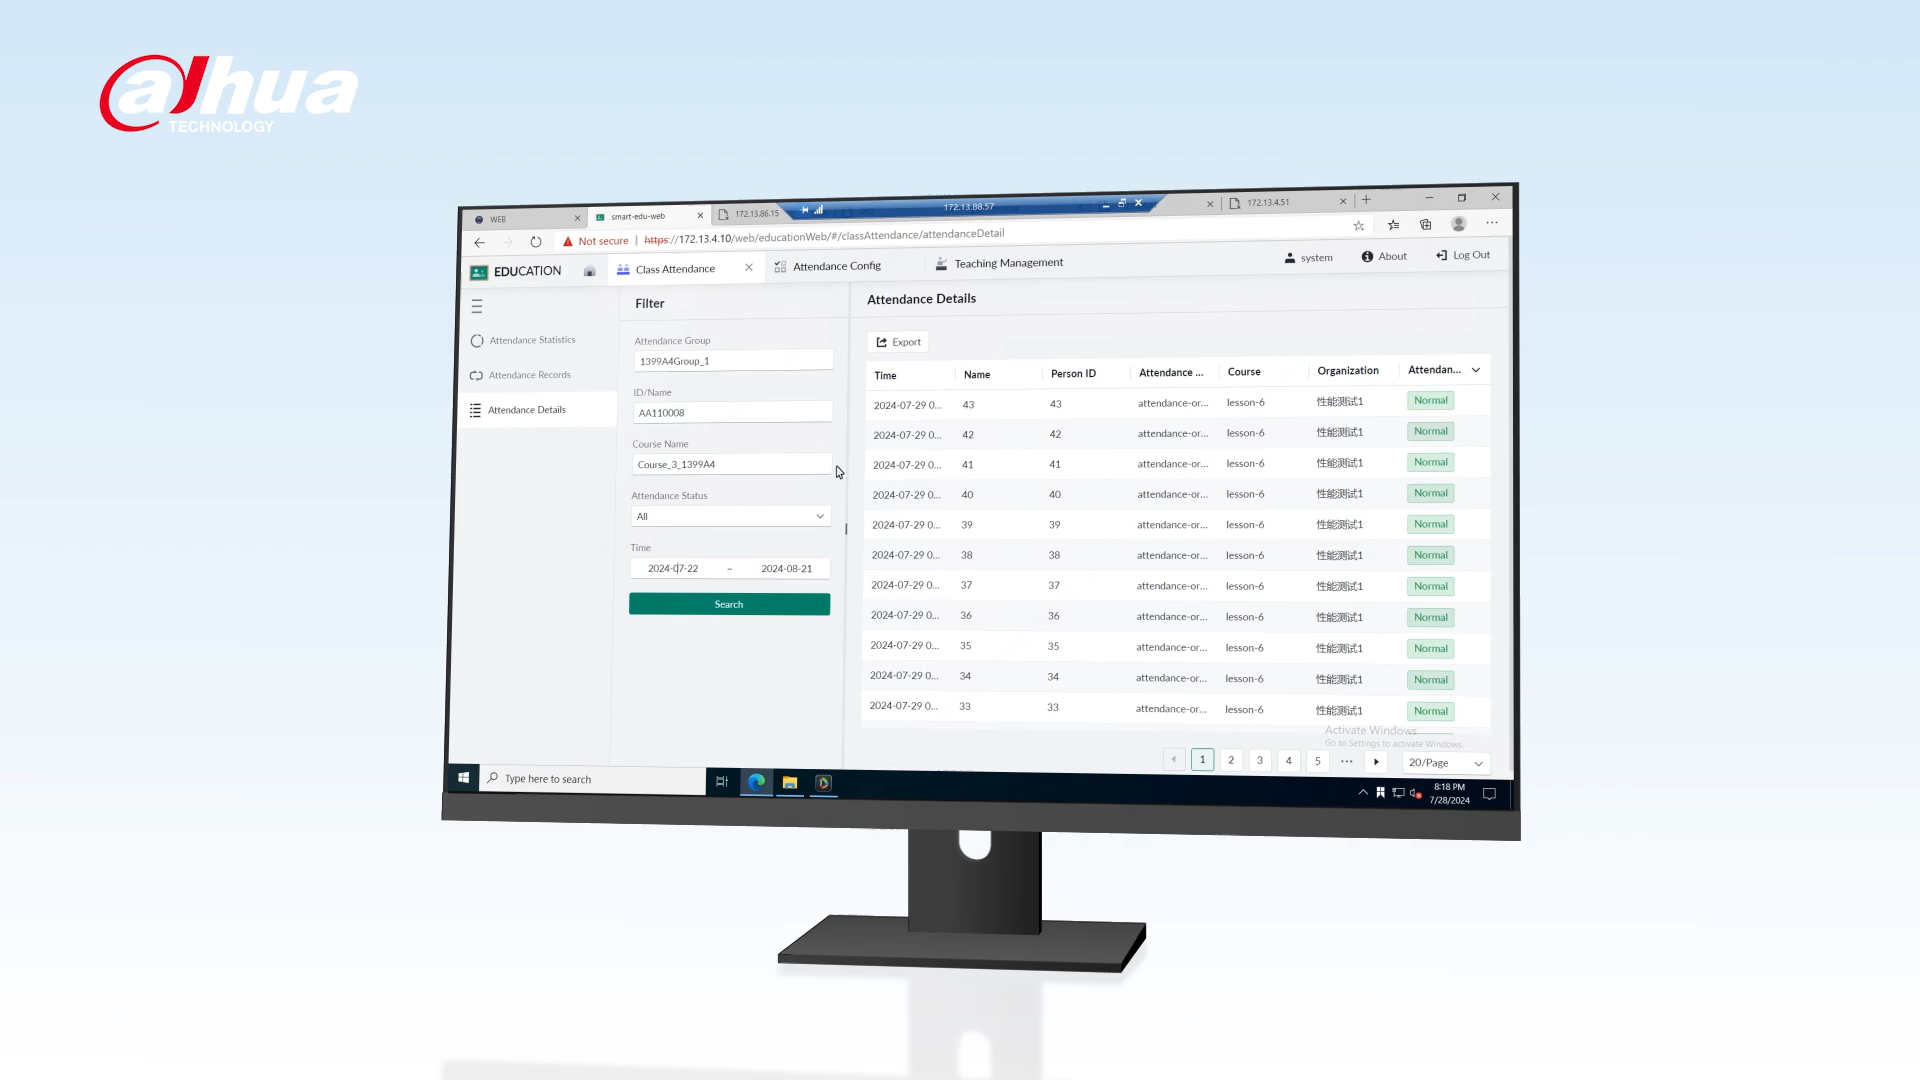 alhua
TECHNOLOGY
WEB
smart-edu-web
172.13.86.15
172.13.88.57
172.13.4.51
Not secure
https://172.13.4.10/web/educationWeb/#/classAttendance/attendanceDetail
EDUCATION
Class Attendance
Attendance Config
Teaching Management
system
About
Log Out
Attendance Statistics
Attendance Records
Attendance Details
Filter
Attendance Group
1399A4Group_1
ID/Name
AA110008
Course Name
Course_3_1399A4
Attendance Status
All
Time
2024-07-22 ~ 2024-08-21
Search
Attendance Details
Export
Time Name Person ID Attendance ... Course Organization Attendan...
2024-07-29 0... 43 43 attendance-or... lesson-6 性能测试1 Normal
2024-07-29 0... 42 42 attendance-or... lesson-6 性能测试1 Normal
2024-07-29 0... 41 41 attendance-or... lesson-6 性能测试1 Normal
2024-07-29 0... 40 40 attendance-or... lesson-6 性能测试1 Normal
2024-07-29 0... 39 39 attendance-or... lesson-6 性能测试1 Normal
2024-07-29 0... 38 38 attendance-or... lesson-6 性能测试1 Normal
2024-07-29 0... 37 37 attendance-or... lesson-6 性能测试1 Normal
2024-07-29 0... 36 36 attendance-or... lesson-6 性能测试1 Normal
2024-07-29 0... 35 35 attendance-or... lesson-6 性能测试1 Normal
2024-07-29 0... 34 34 attendance-or... lesson-6 性能测试1 Normal
2024-07-29 0... 33 33 attendance-or... lesson-6 性能测试1 Normal
Activate Windows
Go to Settings to activate Windows.
1 2 3 4 5 ··· 20/Page
Type here to search
8:18 PM
7/28/2024